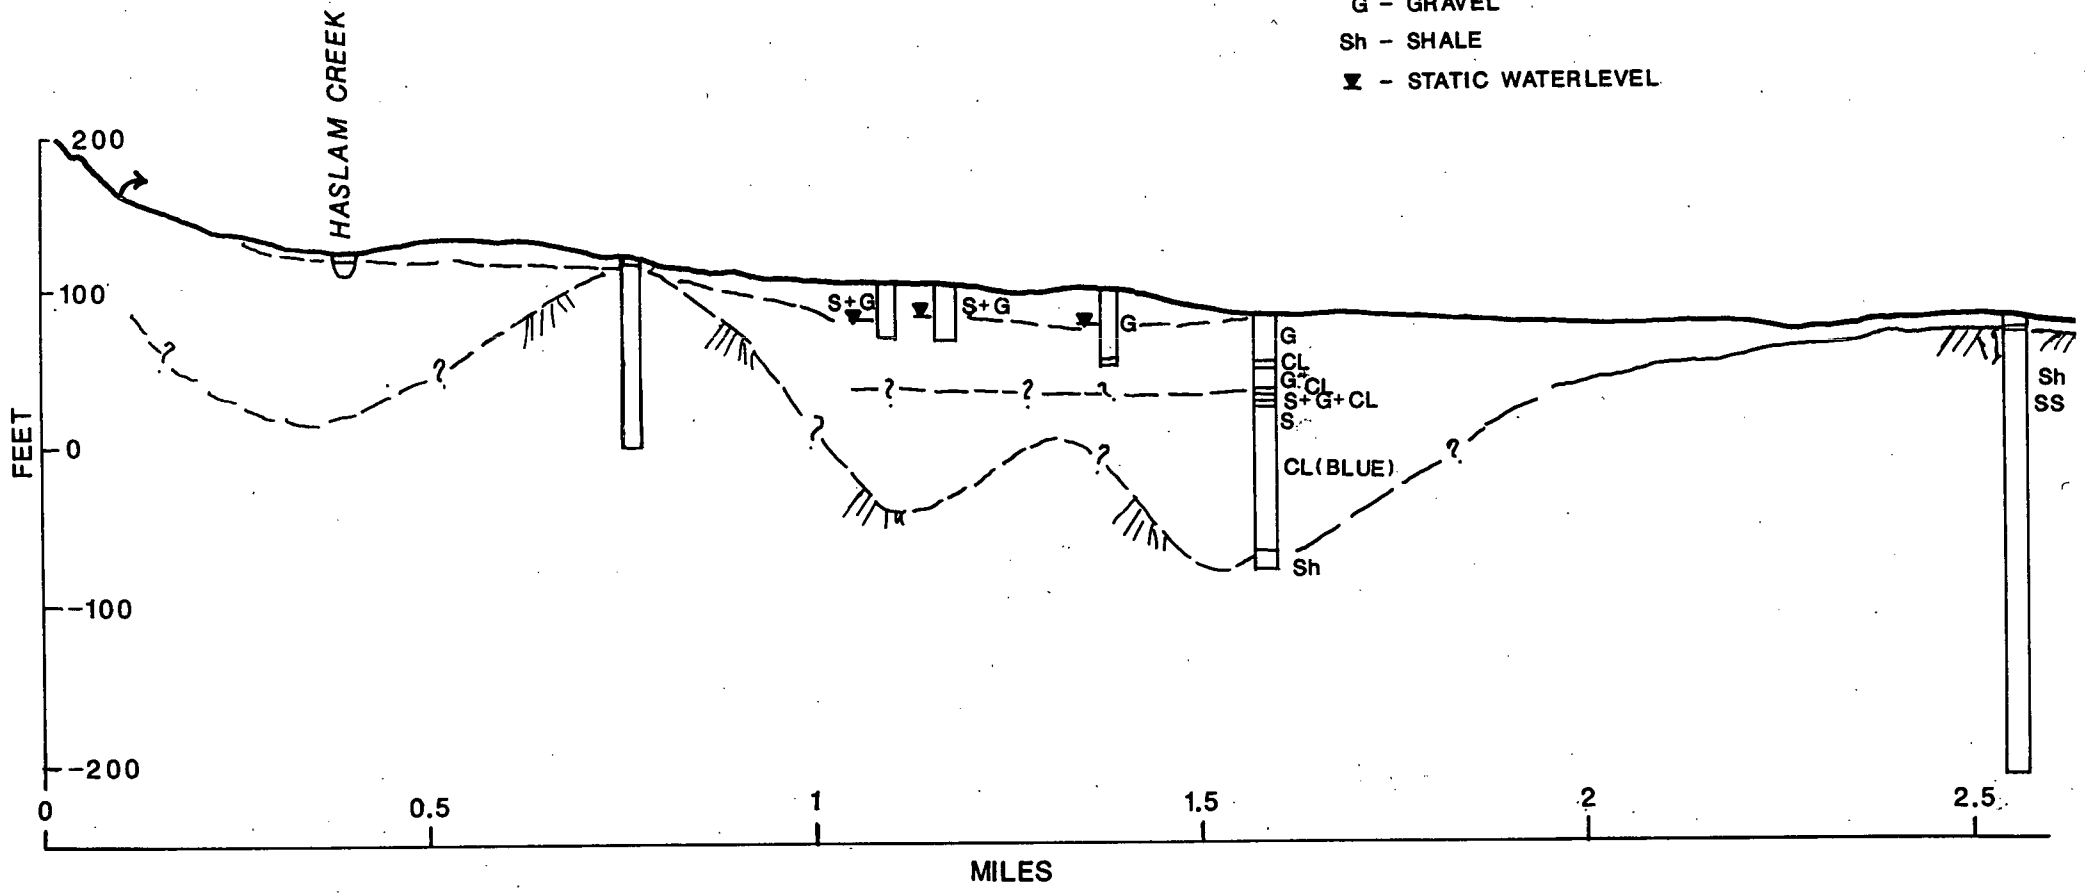 G - GRAVEL
Sh - SHALE
- STATIC WATERLEVEL
HASLAM CREEK
200
100
0
-100
-200
FEET
?
?
?
?
?
?
?
?
S+G
S+G
G
G
CL
G+CL
S+G+CL
S
CL(BLUE)
Sh
Sh
SS
0
0.5
1
1.5
2
2.5
MILES